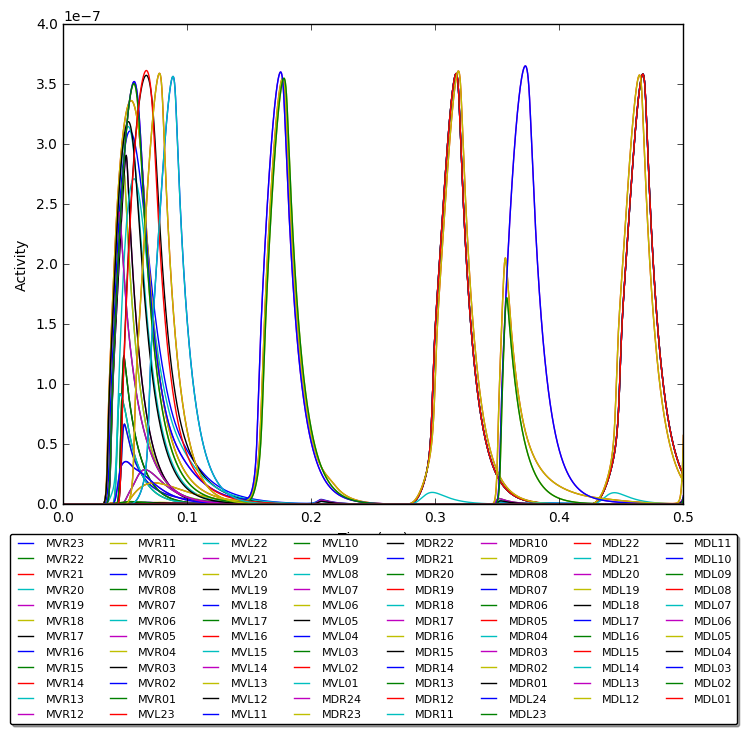 1e−7
4.0
3.5
3.0
2.5
2.0
1.5
1.0
0.5
0.0
Activity
0.0 0.1 0.2 0.3 0.4 0.5
MVR23 MVR11 MVL22 MVL10 MDR22 MDR10 MDL22 MDL11
MVR22 MVR10 MVL21 MVL09 MDR21 MDR09 MDL21 MDL10
MVR21 MVR09 MVL20 MVL08 MDR20 MDR08 MDL20 MDL09
MVR20 MVR08 MVL19 MVL07 MDR19 MDR07 MDL19 MDL08
MVR19 MVR07 MVL18 MVL06 MDR18 MDR06 MDL18 MDL07
MVR18 MVR06 MVL17 MVL05 MDR17 MDR05 MDL17 MDL06
MVR17 MVR05 MVL16 MVL04 MDR16 MDR04 MDL16 MDL05
MVR16 MVR04 MVL15 MVL03 MDR15 MDR03 MDL15 MDL04
MVR15 MVR03 MVL14 MVL02 MDR14 MDR02 MDL14 MDL03
MVR14 MVR02 MVL13 MVL01 MDR13 MDR01 MDL13 MDL02
MVR13 MVR01 MVL12 MDR24 MDR12 MDL24 MDL12 MDL01
MVR12 MVL23 MVL11 MDR23 MDR11 MDL23